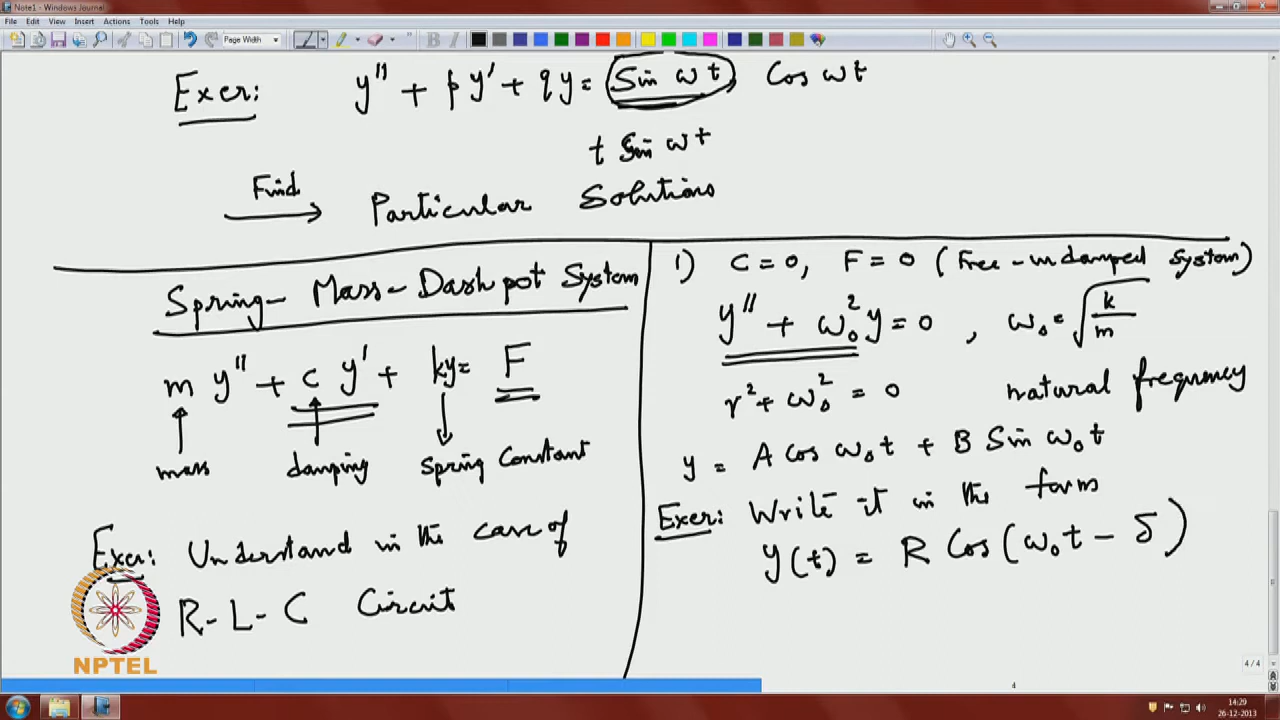 Note1 - Windows Journal
File Edit View Insert Actions Tools Help
Page Width
Exer: y'' + p y' + q y = Sin ωt, Cos ωt
t Sin ωt
Find
Particular Solutions
Spring-Mass-Dashpot System
m y'' + c y' + ky = F
mass damping spring Constant
Exer: Understand in the case of
R-L-C Circuit
1) C = 0, F = 0 (Free-undamped System)
y'' + ω₀² y = 0 , ω₀ = √(k/m)
r² + ω₀² = 0 natural frequency
y = A cos ω₀t + B Sin ω₀t
Exer: Write it in the form
y(t) = R Cos(ω₀t - δ)
NPTEL
4/4
4
14:29
26-12-2013